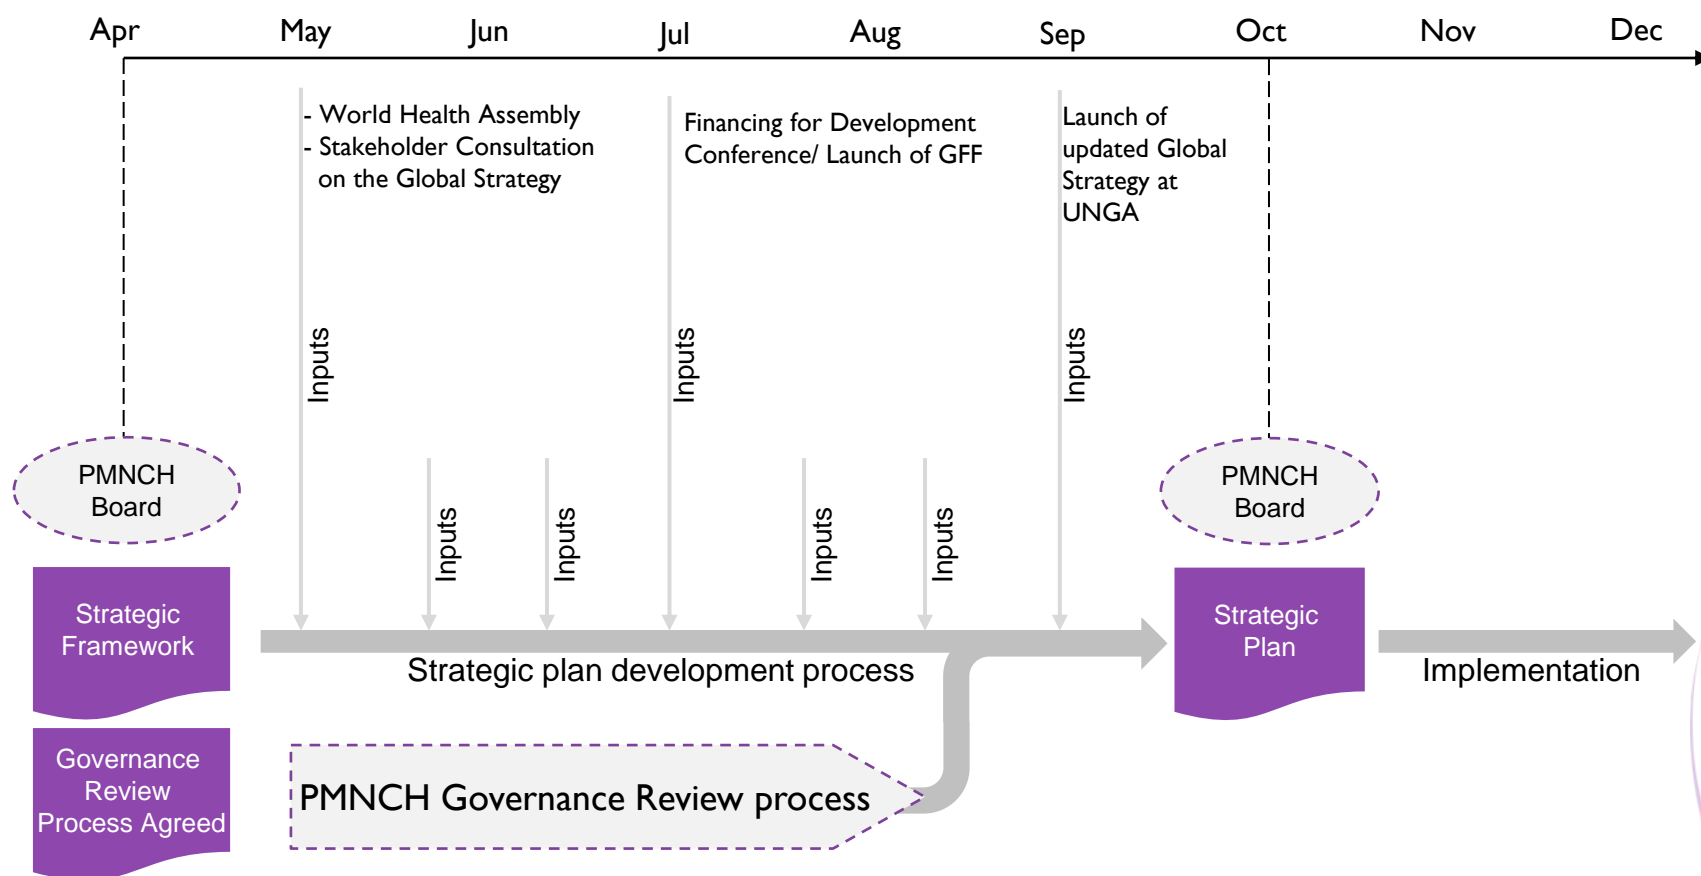 Apr May Jun Jul Aug Sep Oct Nov Dec
- World Health Assembly
- Stakeholder Consultation
on the Global Strategy
Financing for Development
Conference/ Launch of GFF
Launch of
updated Global
Strategy at
UNGA
Inputs
Inputs
Inputs
PMNCH
Board
PMNCH
Board
Inputs
Inputs
Inputs
Inputs
Strategic
Framework
Strategic
Plan
Strategic plan development process
Implementation
Governance
Review
Process Agreed
PMNCH Governance Review process